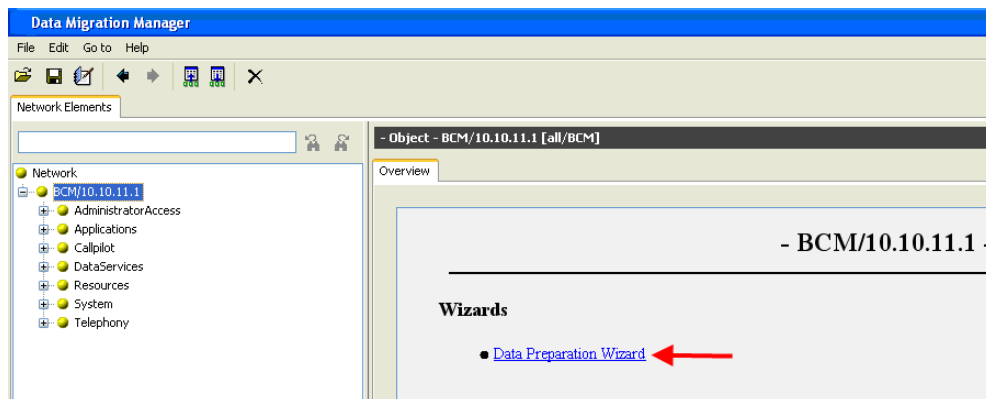 Data Migration Manager
File Edit Go to Help
Network Elements
- Object - BCM/10.10.11.1 [all/BCM]
Overview
Network
BCM/10.10.11.1
AdministratorAccess
Applications
Callpilot
DataServices
Resources
System
Telephony
- BCM/10.10.11.1 -
Wizards
Data Preparation Wizard